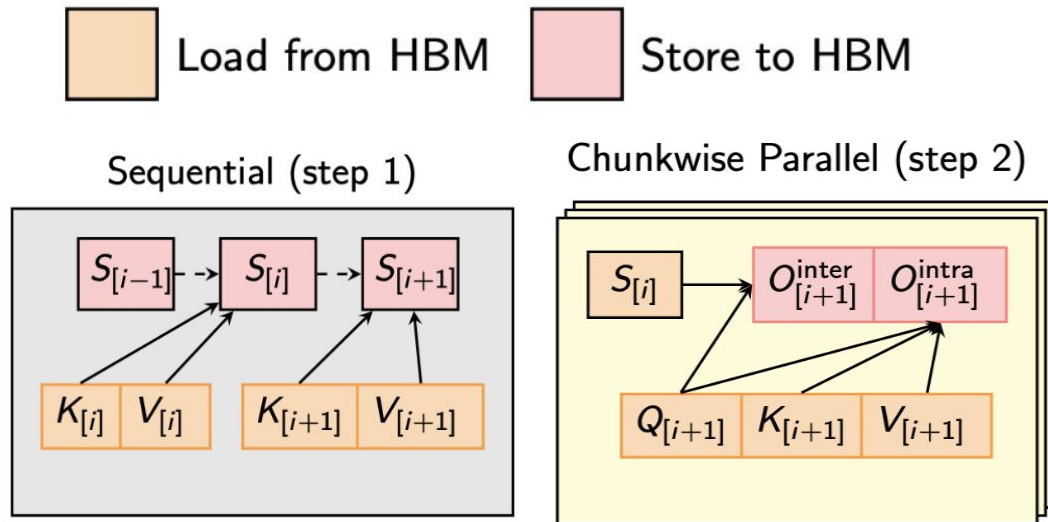 Load from HBM
Store to HBM
Sequential (step 1)
S[i−1] S[i] S[i+1]
K[i] V[i] K[i+1] V[i+1]
Chunkwise Parallel (step 2)
S[i] O[i+1]^inter O[i+1]^intra
Q[i+1] K[i+1] V[i+1]